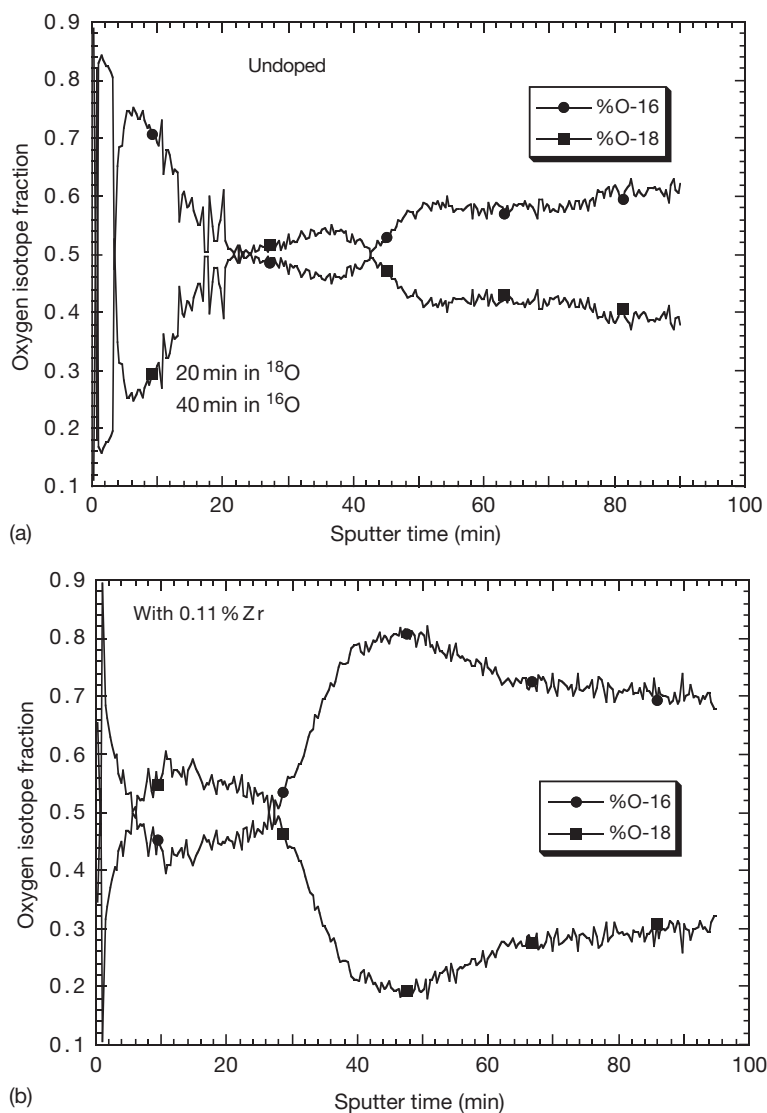 0.9
0.8
0.7
0.6
0.5
0.4
0.3
0.2
0.1
Oxygen isotope fraction
Undoped
%O-16
%O-18
20 min in ¹⁸O
40 min in ¹⁶O
0 20 40 60 80 100
Sputter time (min)
(a)
0.9
0.8
0.7
0.6
0.5
0.4
0.3
0.2
0.1
Oxygen isotope fraction
With 0.11 % Zr
%O-16
%O-18
0 20 40 60 80 100
Sputter time (min)
(b)